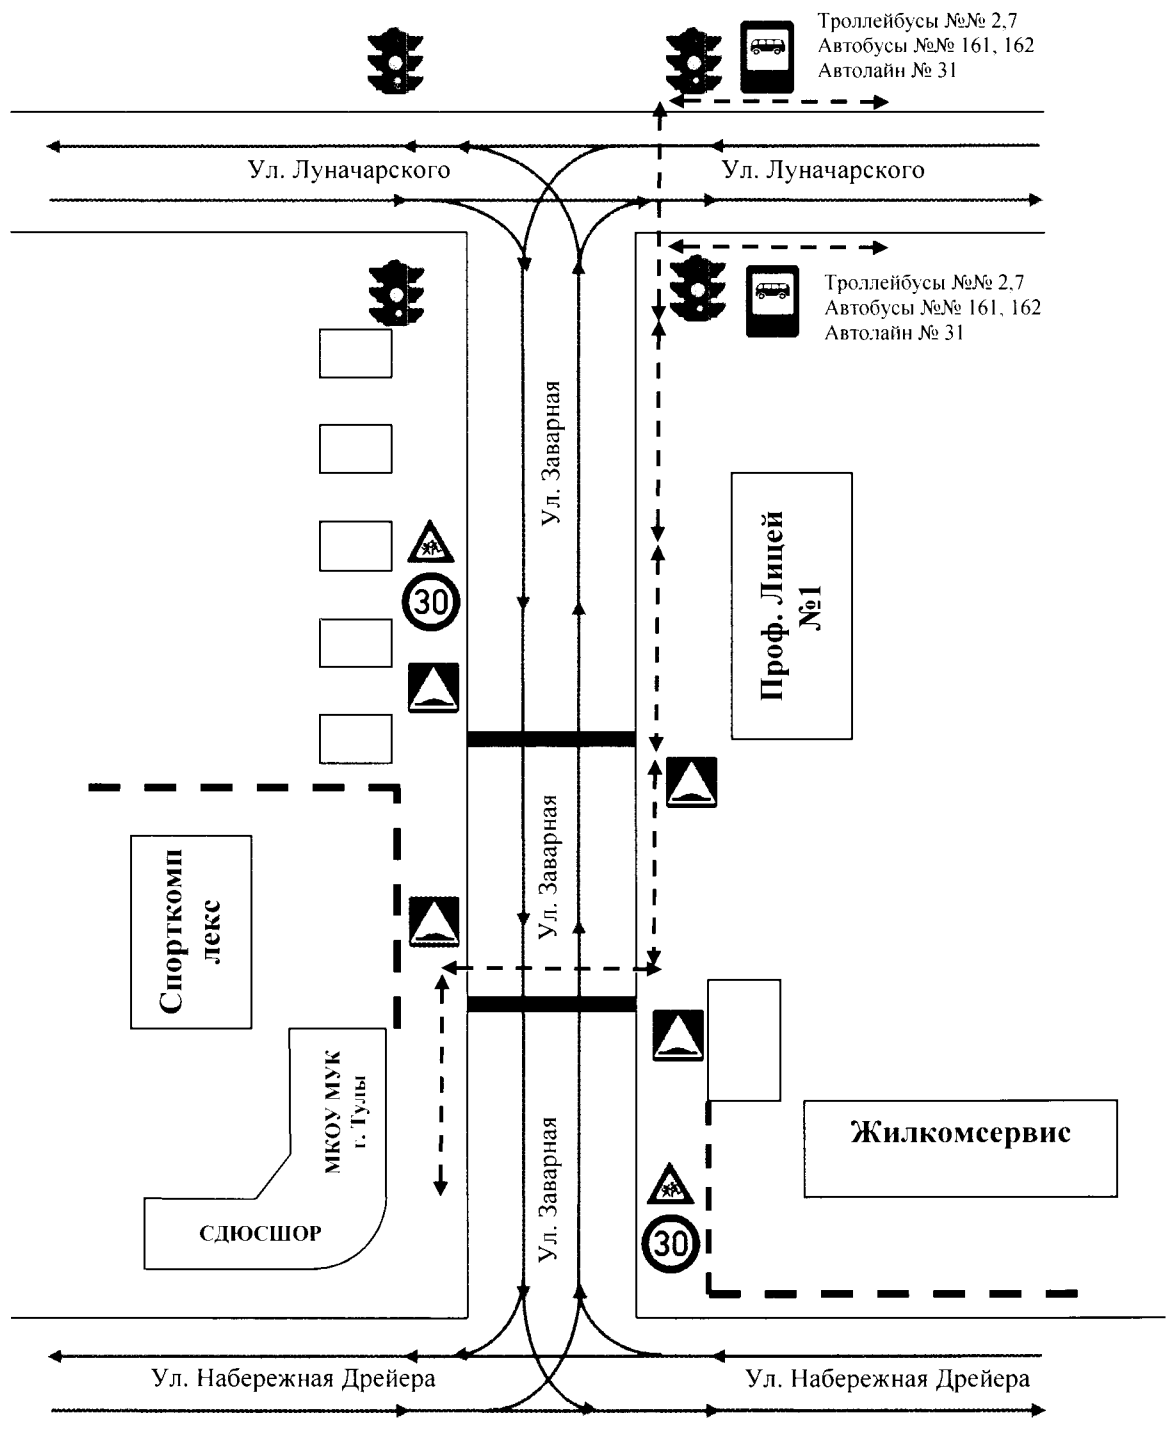 Троллейбусы №№ 2,7
Автобусы №№ 161, 162
Автолайн № 31
Ул. Луначарского
Ул. Луначарского
Троллейбусы №№ 2,7
Автобусы №№ 161, 162
Автолайн № 31
Ул. Заварная
Проф. Лицей
№1
30
Ул. Заварная
Спорткомп
лекс
МКОУ МУК
г. Тулы
Жилкомсервис
Ул. Заварная
СДЮСШОР
30
Ул. Набережная Дрейера
Ул. Набережная Дрейера